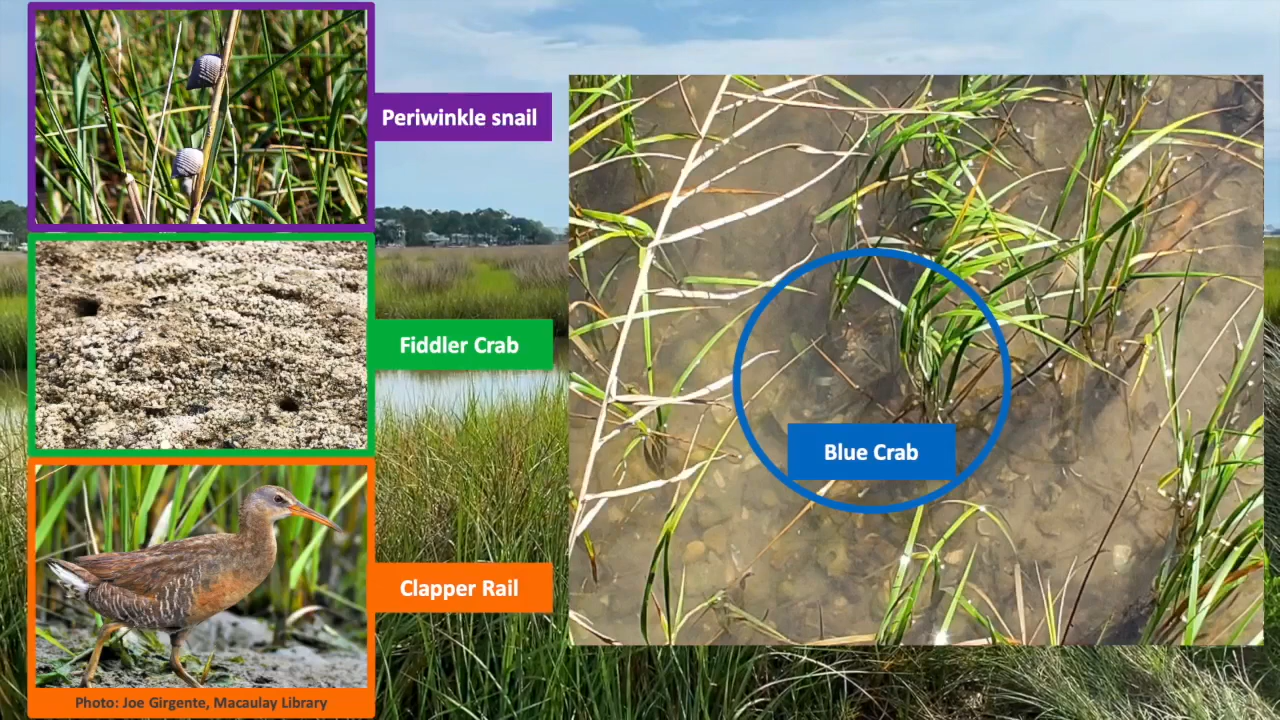 Periwinkle snail
Fiddler Crab
Clapper Rail
Photo: Joe Girgente, Macaulay Library
Blue Crab